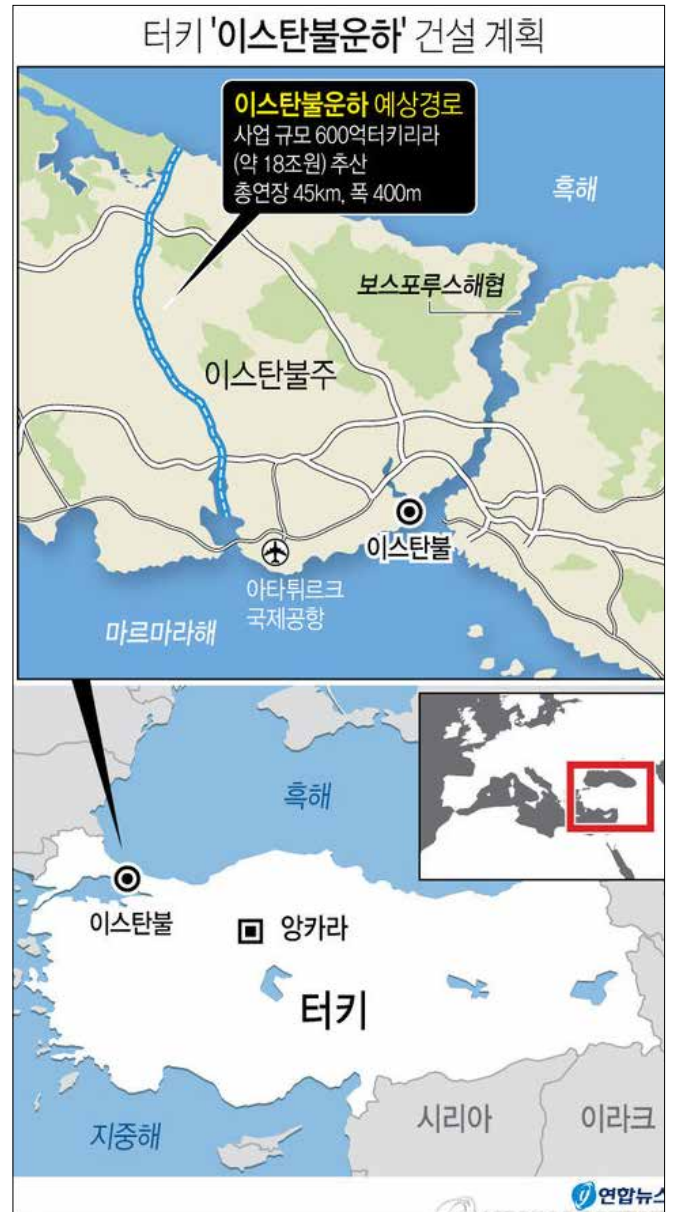 터키 '이스탄불운하' 건설 계획
이스탄불운하 예상경로
사업 규모 600억터키리라
(약 18조원) 추산
총연장 45km, 폭 400m
흑해
보스포루스해협
이스탄불주
이스탄불
아타튀르크
국제공항
마르마라해
흑해
이스탄불
앙카라
터키
시리아
이라크
지중해
연합뉴스